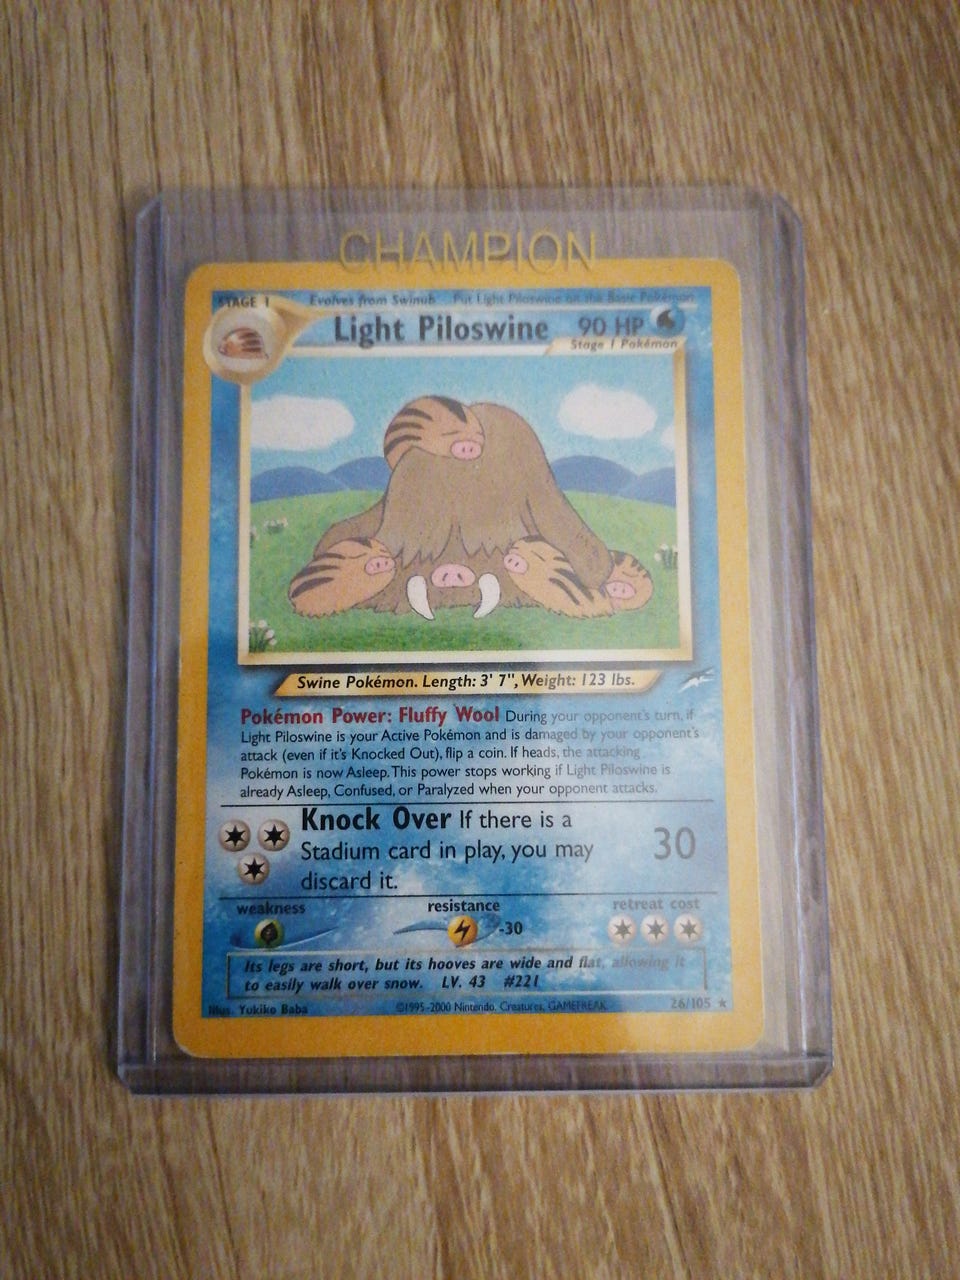 CHAMPION
STAGE 1
Evolves from Swinub Put Light Piloswine on the Basic Pokémon
Light Piloswine 90 HP
Stage 1 Pokémon
Swine Pokémon. Length: 3' 7", Weight: 123 lbs.
Pokémon Power: Fluffy Wool During your opponent's turn, if
Light Piloswine is your Active Pokémon and is damaged by your opponent's
attack (even if it's Knocked Out), flip a coin. If heads, the attacking
Pokémon is now Asleep. This power stops working if Light Piloswine is
already Asleep, Confused, or Paralyzed when your opponent attacks.
Knock Over If there is a
Stadium card in play, you may
discard it.
30
weakness resistance retreat cost
-30
Its legs are short, but its hooves are wide and flat, allowing it
to easily walk over snow. LV. 43 #221
Illus. Yukiko Baba ©1995-2000 Nintendo, Creatures, GAMEFREAK. 26/105 ★